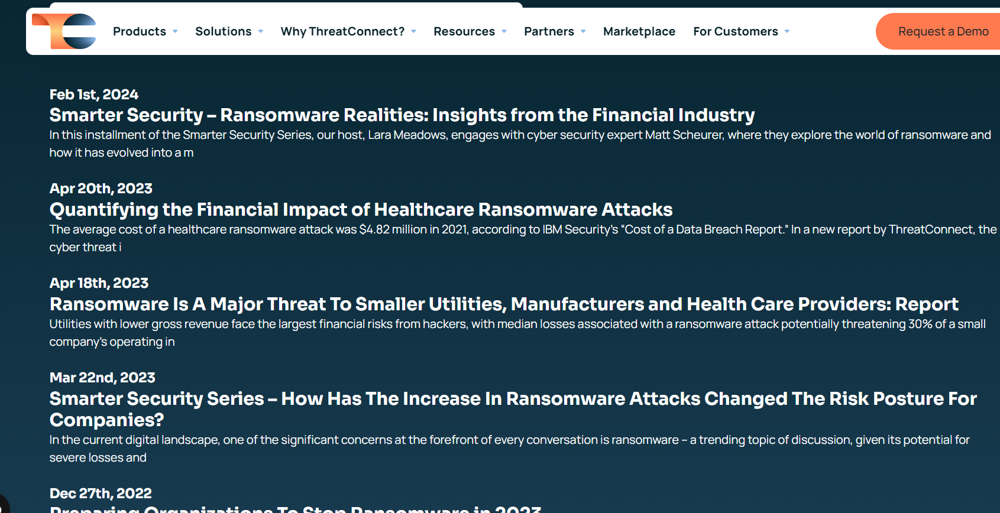 Products Solutions Why ThreatConnect? Resources Partners Marketplace For Customers Request a Demo
Feb 1st, 2024
Smarter Security – Ransomware Realities: Insights from the Financial Industry
In this installment of the Smarter Security Series, our host, Lara Meadows, engages with cyber security expert Matt Scheurer, where they explore the world of ransomware and
how it has evolved into a m
Apr 20th, 2023
Quantifying the Financial Impact of Healthcare Ransomware Attacks
The average cost of a healthcare ransomware attack was $4.82 million in 2021, according to IBM Security’s “Cost of a Data Breach Report.” In a new report by ThreatConnect, the
cyber threat i
Apr 18th, 2023
Ransomware Is A Major Threat To Smaller Utilities, Manufacturers and Health Care Providers: Report
Utilities with lower gross revenue face the largest financial risks from hackers, with median losses associated with a ransomware attack potentially threatening 30% of a small
company’s operating in
Mar 22nd, 2023
Smarter Security Series – How Has The Increase In Ransomware Attacks Changed The Risk Posture For
Companies?
In the current digital landscape, one of the significant concerns at the forefront of every conversation is ransomware – a trending topic of discussion, given its potential for
severe losses and
Dec 27th, 2022
Preparing Organizations To Stop Ransomware in 2023